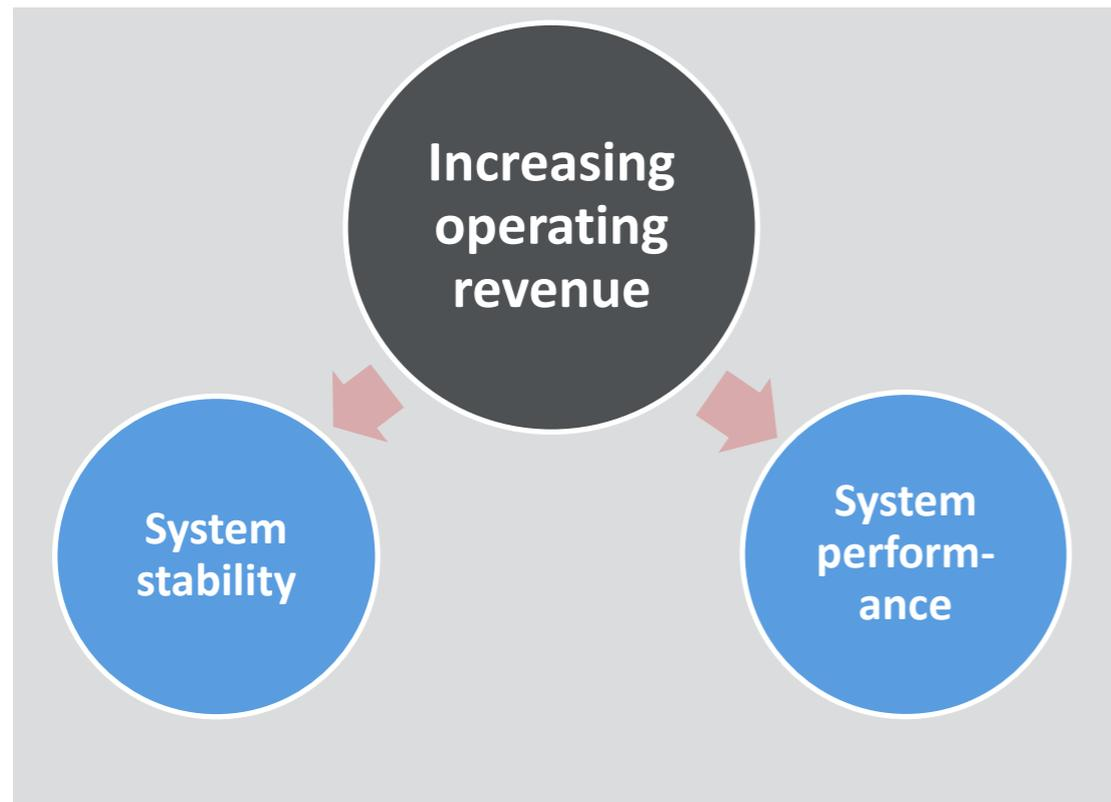 Increasing
operating
revenue
System
stability
System
perform-
ance